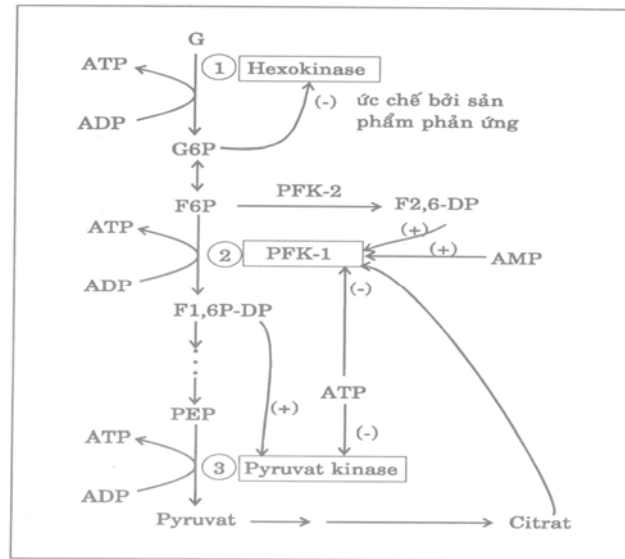 G
ATP
1 Hexokinase
(-) ức chế bởi sản
phẩm phản ứng
ADP
G6P
PFK-2
F6P
F2,6-DP
ATP
(+)
2 PFK-1
(+)
AMP
ADP
(-)
F1,6P-DP
ATP
(+)
PEP
(-)
ATP
3 Pyruvat kinase
ADP
Pyruvat
Citrat